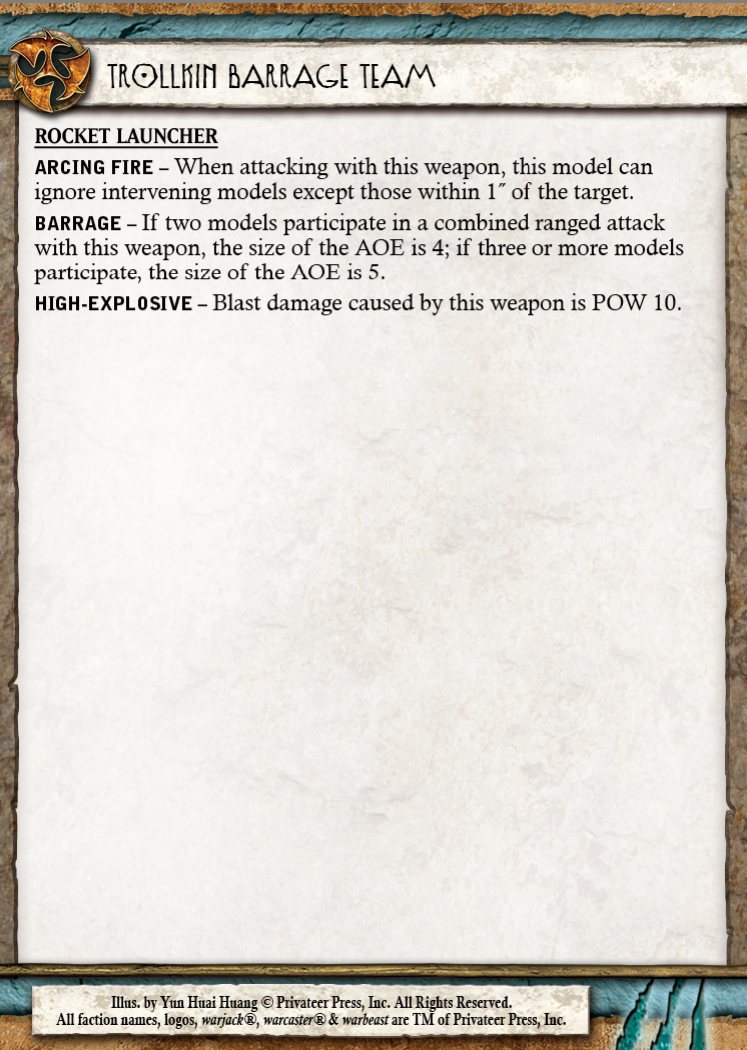 TROLLKIN BARRAGE TEAM
ROCKET LAUNCHER
ARCING FIRE – When attacking with this weapon, this model can
ignore intervening models except those within 1˝ of the target.
BARRAGE – If two models participate in a combined ranged attack
with this weapon, the size of the AOE is 4; if three or more models
participate, the size of the AOE is 5.
HIGH-EXPLOSIVE – Blast damage caused by this weapon is POW 10.
Illus. by Yun Huai Huang © Privateer Press, Inc. All Rights Reserved.
All faction names, logos, warjack®, warcaster® & warbeast are TM of Privateer Press, Inc.